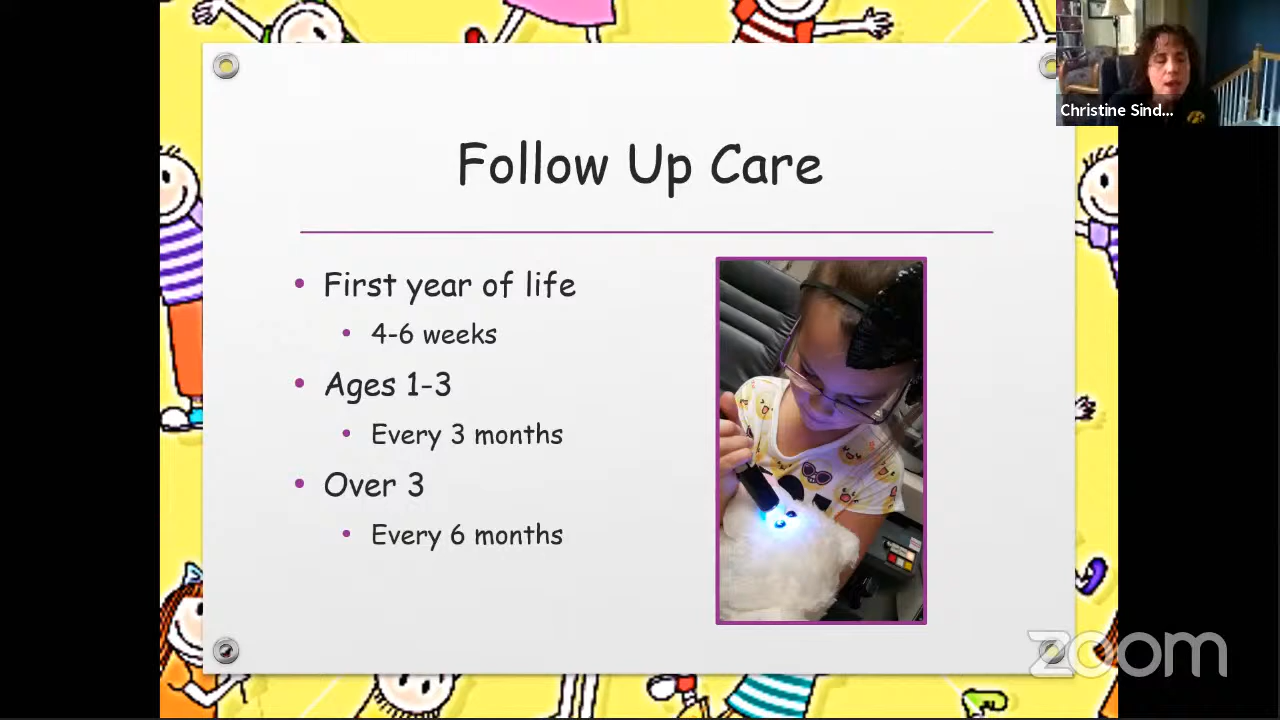 Christine Sind...
Follow Up Care
• First year of life
• 4-6 weeks
• Ages 1-3
• Every 3 months
• Over 3
• Every 6 months
zoom